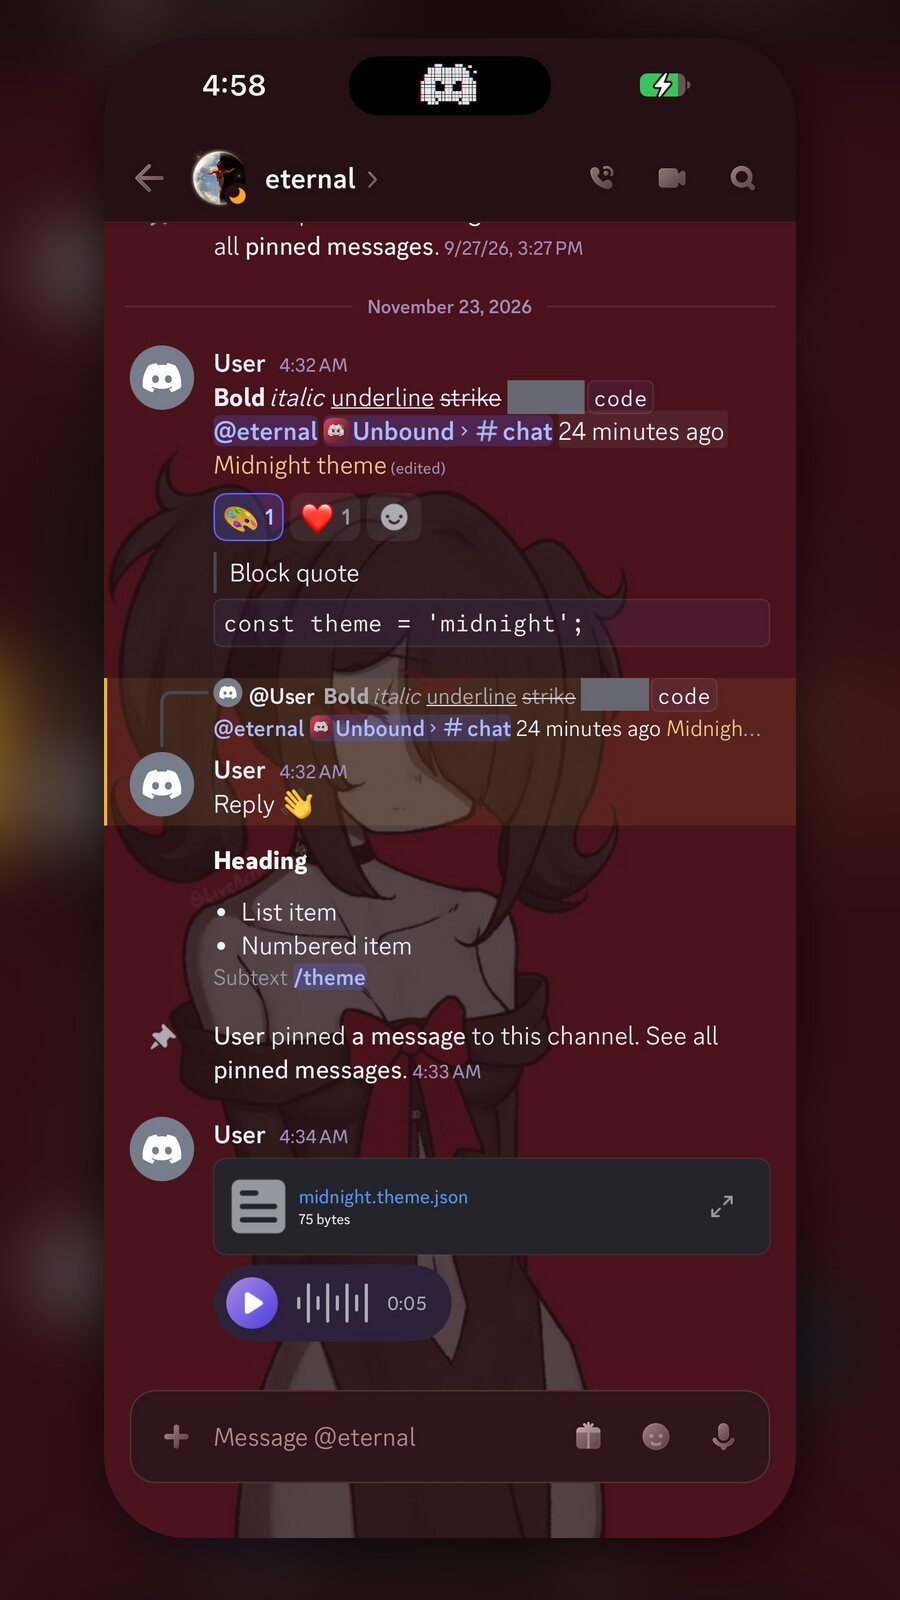 4:58
eternal
all pinned messages. 9/27/26, 3:27 PM
November 23, 2026
User 4:32 AM
Bold italic underline strike code
@eternal Unbound › # chat 24 minutes ago
Midnight theme (edited)
1 1
Block quote
const theme = 'midnight';
@User Bold italic underline strike code
@eternal Unbound › # chat 24 minutes ago Midnigh...
User 4:32 AM
Reply
Heading
• List item
• Numbered item
Subtext /theme
User pinned a message to this channel. See all
pinned messages. 4:33 AM
User 4:34 AM
midnight.theme.json
75 bytes
0:05
Message @eternal